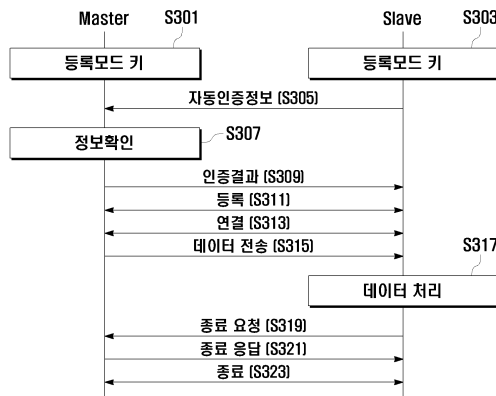 S301
S303
Master
Slave
등록모드 키
등록모드 키
자동인증정보 (S305)
S307
정보확인
인증결과 (S309)
등록 (S311)
연결 (S313)
데이터 전송 (S315)
S317
데이터 처리
종료 요청 (S319)
종료 응답 (S321)
종료 (S323)